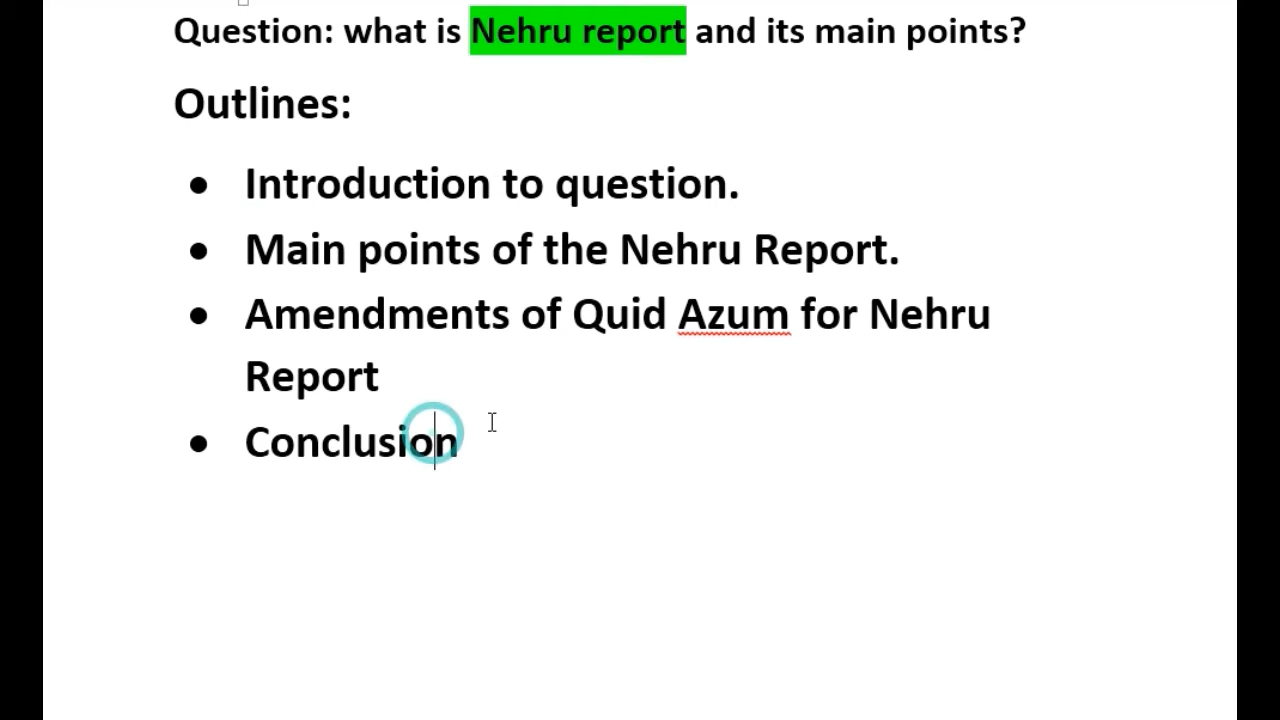 Question: what is Nehru report and its main points?
Outlines:
• Introduction to question.
• Main points of the Nehru Report.
• Amendments of Quid Azum for Nehru
Report
• Conclusion